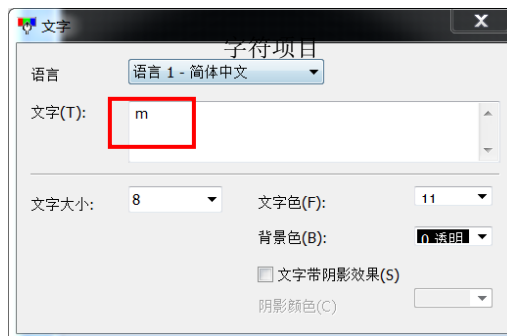 文字
字符项目
语言
语言 1 - 简体中文
文字(T):
m
文字大小:
8
文字色(F):
11
背景色(B):
0 透明
文字带阴影效果(S)
阴影颜色(C)